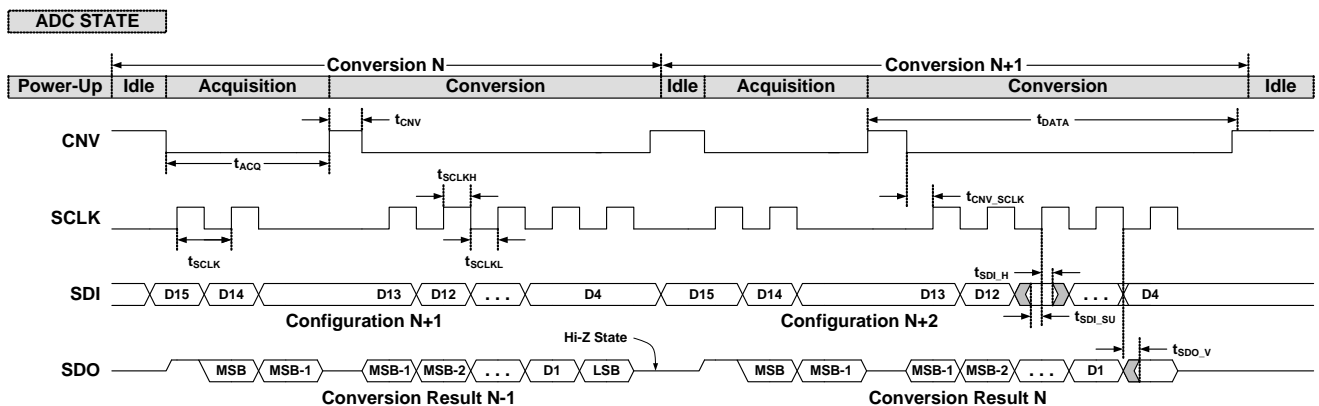 ADC STATE
Conversion N
Conversion N+1
Power-Up Idle Acquisition Conversion Idle Acquisition Conversion Idle
CNV
tCNV
tDATA
tACQ
tSCLKH
tCNV_SCLK
SCLK
tSCLK
tSCLKL
tSDI_H
SDI
D15 D14 D13 D12 . . . D4 D15 D14 D13 D12 . . . D4
Configuration N+1
Configuration N+2
tSDI_SU
Hi-Z State
tSDO_V
SDO
MSB MSB-1 MSB-1 MSB-2 . . . D1 LSB MSB MSB-1 MSB-1 MSB-2 . . . D1
Conversion Result N-1
Conversion Result N